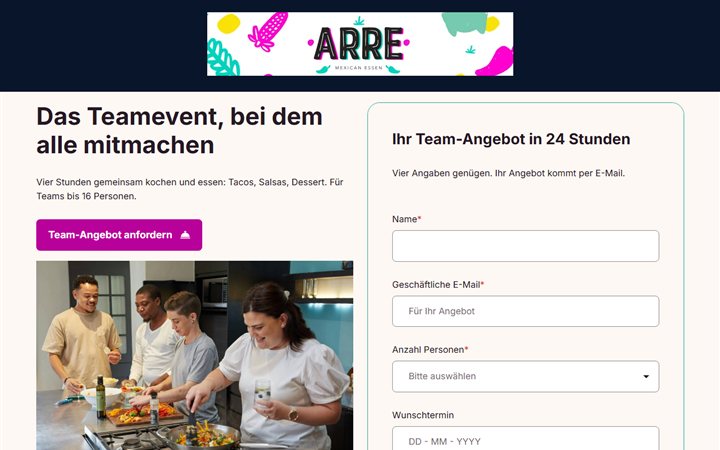 ARRE
MEXICAN ESSEN
Das Teamevent, bei dem
alle mitmachen
Vier Stunden gemeinsam kochen und essen: Tacos, Salsas, Dessert. Für
Teams bis 16 Personen.
Team-Angebot anfordern
Ihr Team-Angebot in 24 Stunden
Vier Angaben genügen. Ihr Angebot kommt per E-Mail.
Name*
Geschäftliche E-Mail*
Für Ihr Angebot
Anzahl Personen*
Bitte auswählen
Wunschtermin
DD - MM - YYYY